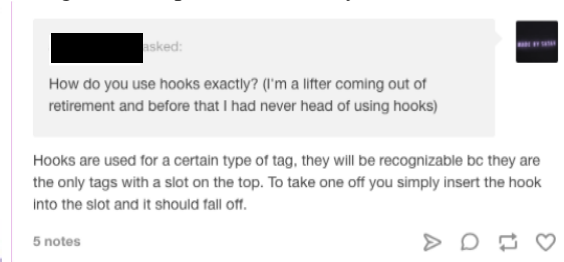 asked:
How do you use hooks exactly? (I'm a lifter coming out of
retirement and before that I had never head of using hooks)
Hooks are used for a certain type of tag, they will be recognizable bc they are
the only tags with a slot on the top. To take one off you simply insert the hook
into the slot and it should fall off.
5 notes